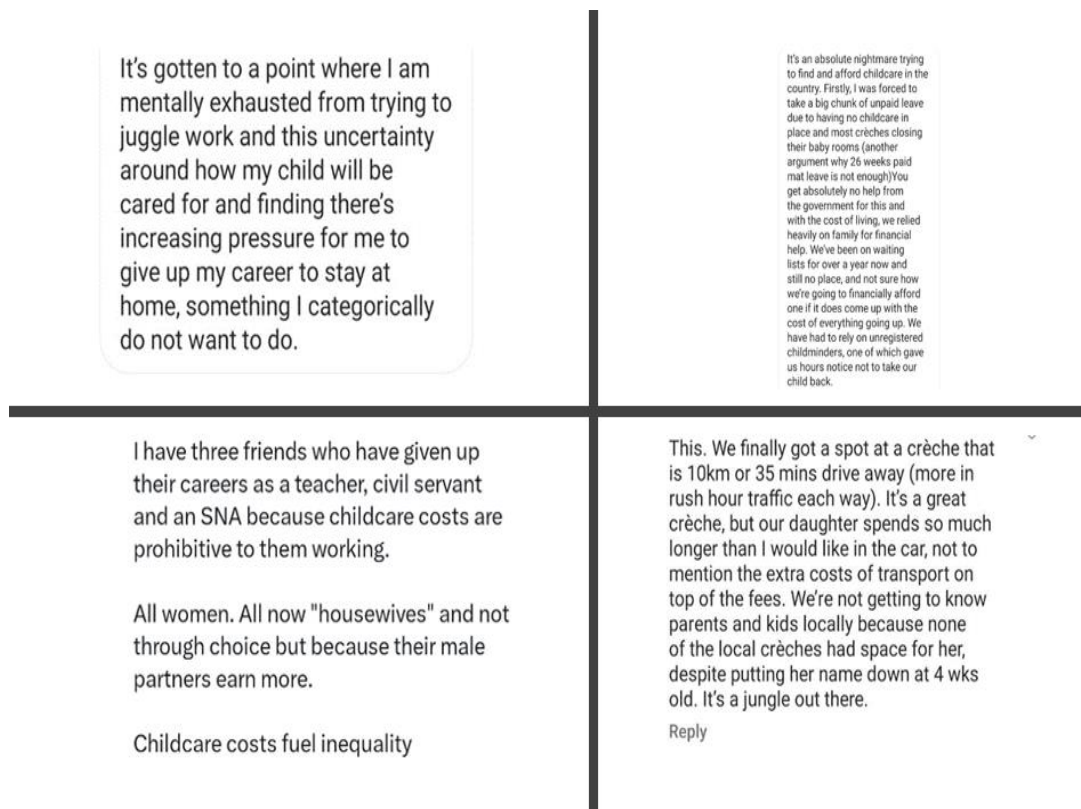 It's gotten to a point where I am
mentally exhausted from trying to
juggle work and this uncertainty
around how my child will be
cared for and finding there's
increasing pressure for me to
give up my career to stay at
home, something I categorically
do not want to do.
It's an absolute nightmare trying
to find and afford childcare in the
country. Firstly, I was forced to
take a big chunk of unpaid leave
due to having no childcare in
place and most crèches closing
their baby rooms (another
argument why 26 weeks paid
mat leave is not enough)You
get absolutely no help from
the government for this and
with the cost of living, we relied
heavily on family for financial
help. We've been on waiting
lists for over a year now and
still no place, and not sure how
we're going to financially afford
one if it does come up with the
cost of everything going up. We
have had to rely on unregistered
childminders, one of which gave
us hours notice not to take our
child back.
I have three friends who have given up
their careers as a teacher, civil servant
and an SNA because childcare costs are
prohibitive to them working.
All women. All now "housewives" and not
through choice but because their male
partners earn more.
Childcare costs fuel inequality
This. We finally got a spot at a crèche that
is 10km or 35 mins drive away (more in
rush hour traffic each way). It's a great
crèche, but our daughter spends so much
longer than I would like in the car, not to
mention the extra costs of transport on
top of the fees. We're not getting to know
parents and kids locally because none
of the local crèches had space for her,
despite putting her name down at 4 wks
old. It's a jungle out there.
Reply